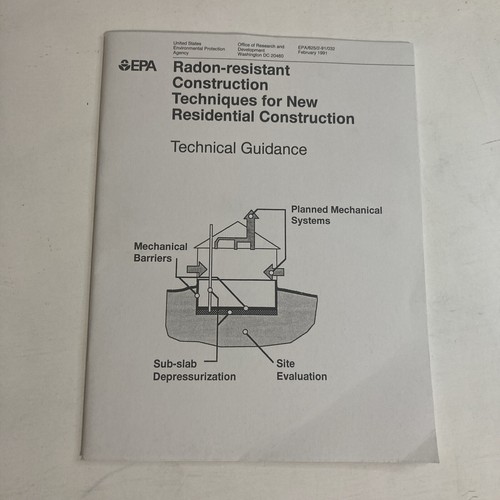 United States
Environmental Protection
Agency
Office of Research and
Development
Washington DC 20460
EPA/625/2-91/032
February 1991
EPA
Radon-resistant
Construction
Techniques for New
Residential Construction
Technical Guidance
Planned Mechanical
Systems
Mechanical
Barriers
Sub-slab
Depressurization
Site
Evaluation